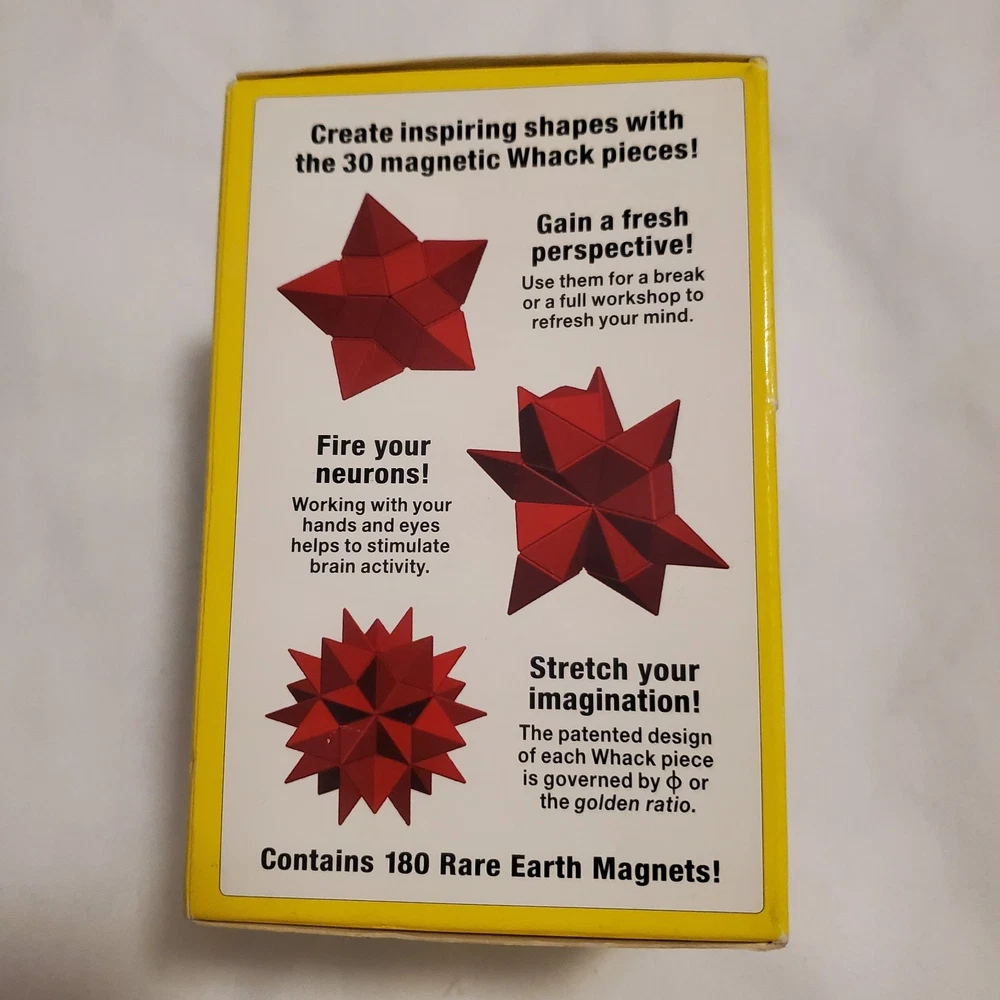 Create inspiring shapes with
the 30 magnetic Whack pieces!
Gain a fresh
perspective!
Use them for a break
or a full workshop to
refresh your mind.
Fire your
neurons!
Working with your
hands and eyes
helps to stimulate
brain activity.
Stretch your
imagination!
The patented design
of each Whack piece
is governed by ϕ or
the golden ratio.
Contains 180 Rare Earth Magnets!